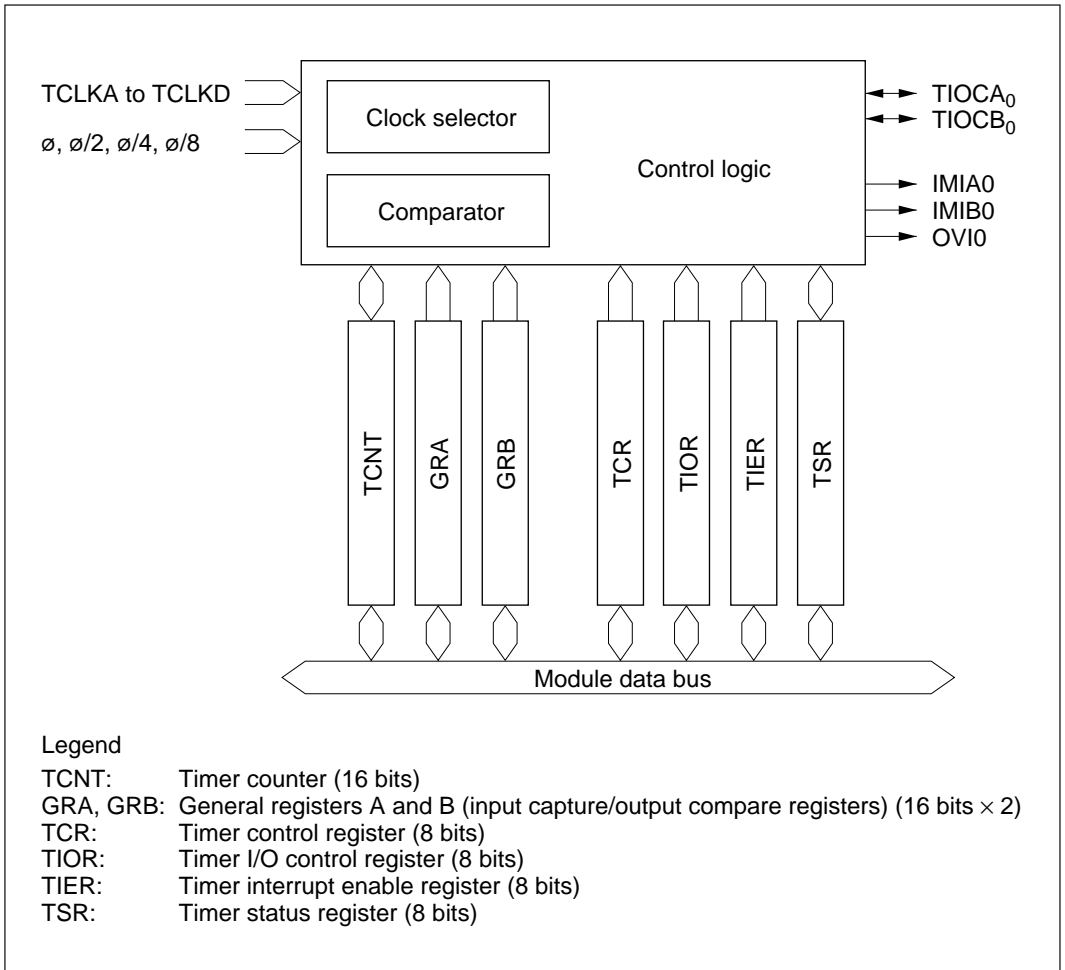 TCLKA to TCLKD
ø, ø/2, ø/4, ø/8
Clock selector
Comparator
Control logic
TIOCA₀
TIOCB₀
IMIA0
IMIB0
OVI0
TCNT
GRA
GRB
TCR
TIOR
TIER
TSR
Module data bus
Legend
TCNT: Timer counter (16 bits)
GRA, GRB: General registers A and B (input capture/output compare registers) (16 bits × 2)
TCR: Timer control register (8 bits)
TIOR: Timer I/O control register (8 bits)
TIER: Timer interrupt enable register (8 bits)
TSR: Timer status register (8 bits)